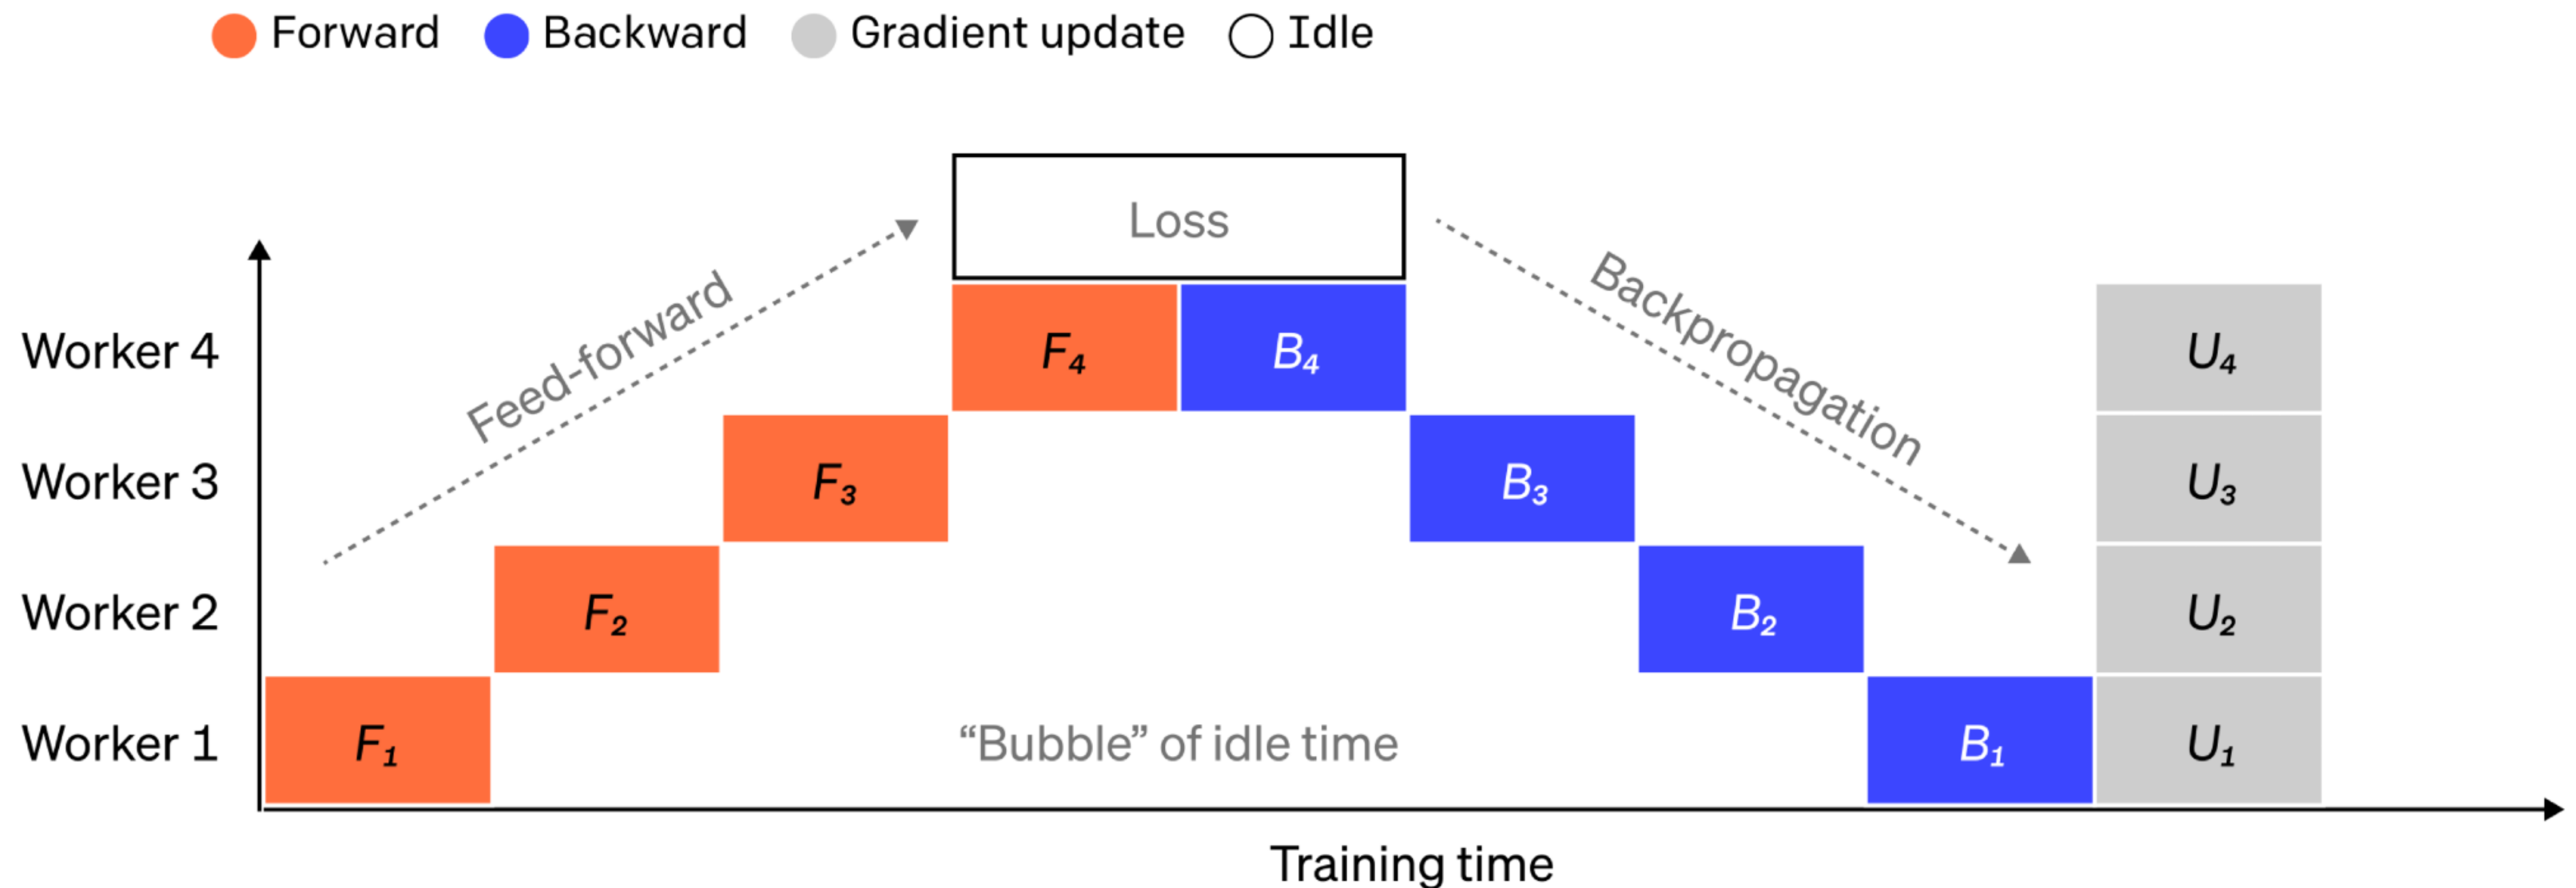 Forward Backward Gradient update Idle
Loss
Feed-forward
Backpropagation
Worker 4 F4 B4 U4
Worker 3 F3 B3 U3
Worker 2 F2 B2 U2
Worker 1 F1 “Bubble” of idle time B1 U1
Training time